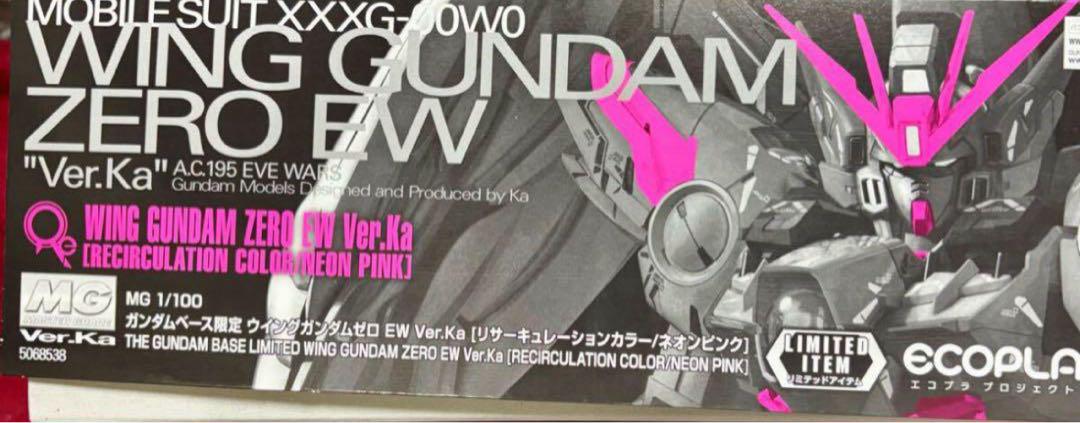 MOBILE SUIT XXXG-00W0
WING GUNDAM
ZERO EW
"Ver.Ka" A.C.195 EVE WARS
Gundam Models Designed and Produced by Ka
Re WING GUNDAM ZERO EW Ver.Ka
[RECIRCULATION COLOR/NEON PINK]
MG
MASTER GRADE
Ver.Ka
5068538
MG 1/100
ガンダムベース限定 ウイングガンダムゼロ EW Ver.Ka [リサーキュレーションカラー/ネオンピンク]
THE GUNDAM BASE LIMITED WING GUNDAM ZERO EW Ver.Ka [RECIRCULATION COLOR/NEON PINK]
LIMITED
ITEM
リミテッドアイテム
ECOPLA
エコプラ プロジェクト